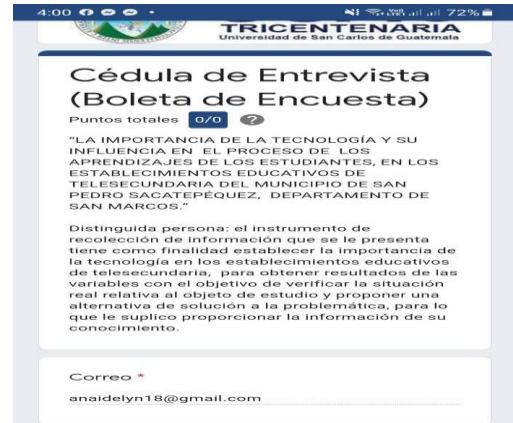 4:00
72%
TRICENTENARIA
Universidad de San Carlos de Guatemala
Cédula de Entrevista
(Boleta de Encuesta)
Puntos totales 0/0 ?
"LA IMPORTANCIA DE LA TECNOLOGÍA Y SU
INFLUENCIA EN EL PROCESO DE LOS
APRENDIZAJES DE LOS ESTUDIANTES, EN LOS
ESTABLECIMIENTOS EDUCATIVOS DE
TELESECUNDARIA DEL MUNICIPIO DE SAN
PEDRO SACATEPÉQUEZ, DEPARTAMENTO DE
SAN MARCOS."
Distinguida persona: el instrumento de
recolección de información que se le presenta
tiene como finalidad establecer la importancia de
la tecnología en los establecimientos educativos
de telesecundaria, para obtener resultados de las
variables con el objetivo de verificar la situación
real relativa al objeto de estudio y proponer una
alternativa de solución a la problemática, para lo
que le suplico proporcionar la información de su
conocimiento.
Correo *
anaidelyn18@gmail.com